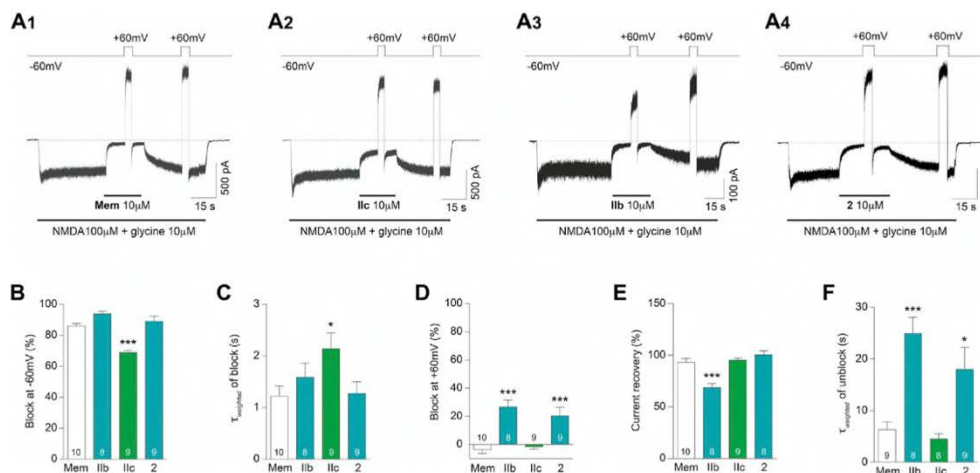 A1
+60mV +60mV
-60mV
500 pA
Mem 10μM
15 s
NMDA100μM + glycine 10μM
A2
+60mV +60mV
-60mV
500 pA
IIc 10μM
15 s
NMDA100μM + glycine 10μM
A3
+60mV +60mV
-60mV
100 pA
IIb 10μM
15 s
NMDA100μM + glycine 10μM
A4
+60mV +60mV
-60mV
500 pA
2 10μM
15 s
NMDA100μM + glycine 10μM
B
Block at -60mV (%)
100
80
60
40
20
0
***
10 8 9 9
Mem IIb IIc 2
C
τweighted of block (s)
3
2
1
0
*
10 8 9 9
Mem IIb IIc 2
D
Block at +60mV (%)
100
80
60
40
20
0
*** ***
10 8 9 9
Mem IIb IIc 2
E
Current recovery (%)
150
100
50
0
***
9 8 9 9
Mem IIb IIc 2
F
τweighted of unblock (s)
30
20
10
0
*** *
9 8 9 9
Mem IIb IIc 2